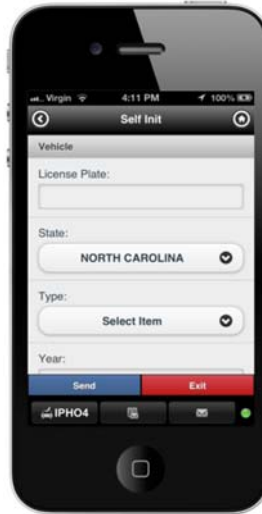 ...Virgin 4:11 PM 100%
Self Init
Vehicle
License Plate:
State:
NORTH CAROLINA
Type:
Select Item
Year:
Send Exit
IPHO4